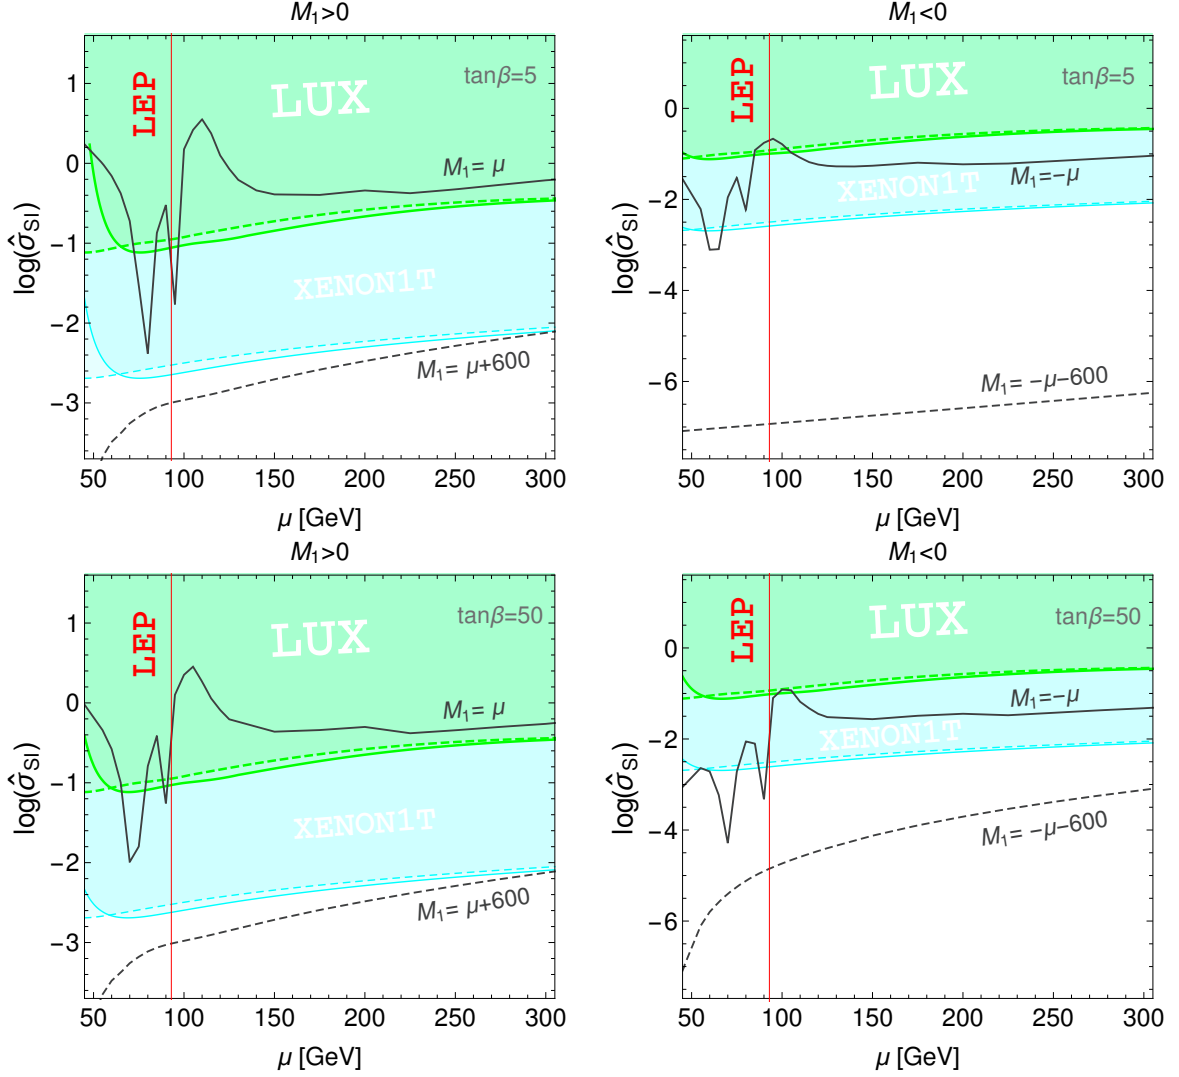 M₁>0
LEP
LUX
tanβ=5
M₁= μ
XENON1T
M₁= μ+600
log(σ̂SI)
1
0
−1
−2
−3
50 100 150 200 250 300
μ [GeV]
M₁<0
LEP
LUX
tanβ=5
XENON1T
M₁=−μ
M₁= −μ−600
log(σ̂SI)
0
−2
−4
−6
50 100 150 200 250 300
μ [GeV]
M₁>0
LEP
LUX
tanβ=50
M₁= μ
XENON1T
M₁= μ+600
log(σ̂SI)
1
0
−1
−2
−3
50 100 150 200 250 300
μ [GeV]
M₁<0
LEP
LUX
tanβ=50
M₁=−μ
XENON1T
M₁= −μ−600
log(σ̂SI)
0
−2
−4
−6
50 100 150 200 250 300
μ [GeV]